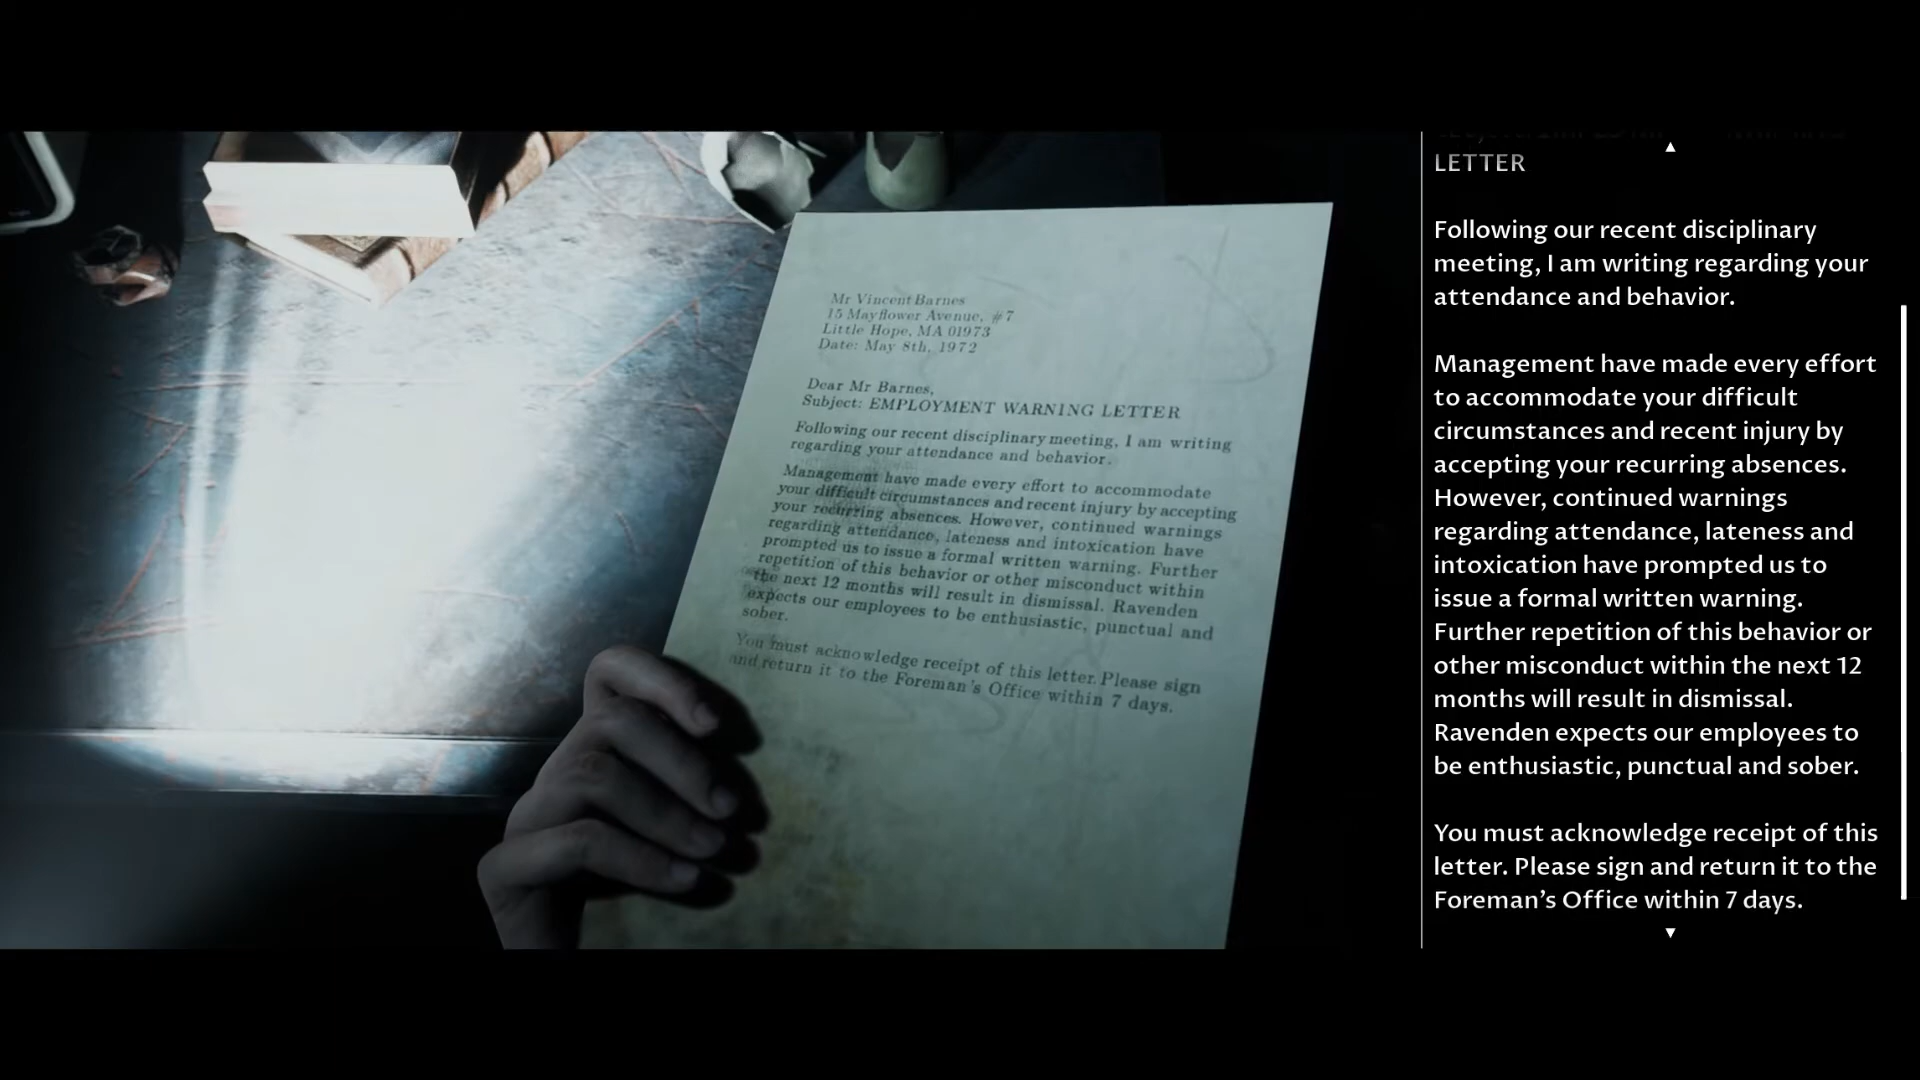 Mr Vincent Barnes
15 Mayflower Avenue, #7
Little Hope, MA 01973
Date: May 8th, 1972
Dear Mr Barnes,
Subject: EMPLOYMENT WARNING LETTER
Following our recent disciplinary meeting, I am writing
regarding your attendance and behavior.
Management have made every effort to accommodate
your difficult circumstances and recent injury by accepting
your recurring absences. However, continued warnings
regarding attendance, lateness and intoxication have
prompted us to issue a formal written warning. Further
repetition of this behavior or other misconduct within
the next 12 months will result in dismissal. Ravenden
expects our employees to be enthusiastic, punctual and
sober.
You must acknowledge receipt of this letter. Please sign
and return it to the Foreman's Office within 7 days.
LETTER
Following our recent disciplinary
meeting, I am writing regarding your
attendance and behavior.
Management have made every effort
to accommodate your difficult
circumstances and recent injury by
accepting your recurring absences.
However, continued warnings
regarding attendance, lateness and
intoxication have prompted us to
issue a formal written warning.
Further repetition of this behavior or
other misconduct within the next 12
months will result in dismissal.
Ravenden expects our employees to
be enthusiastic, punctual and sober.
You must acknowledge receipt of this
letter. Please sign and return it to the
Foreman's Office within 7 days.